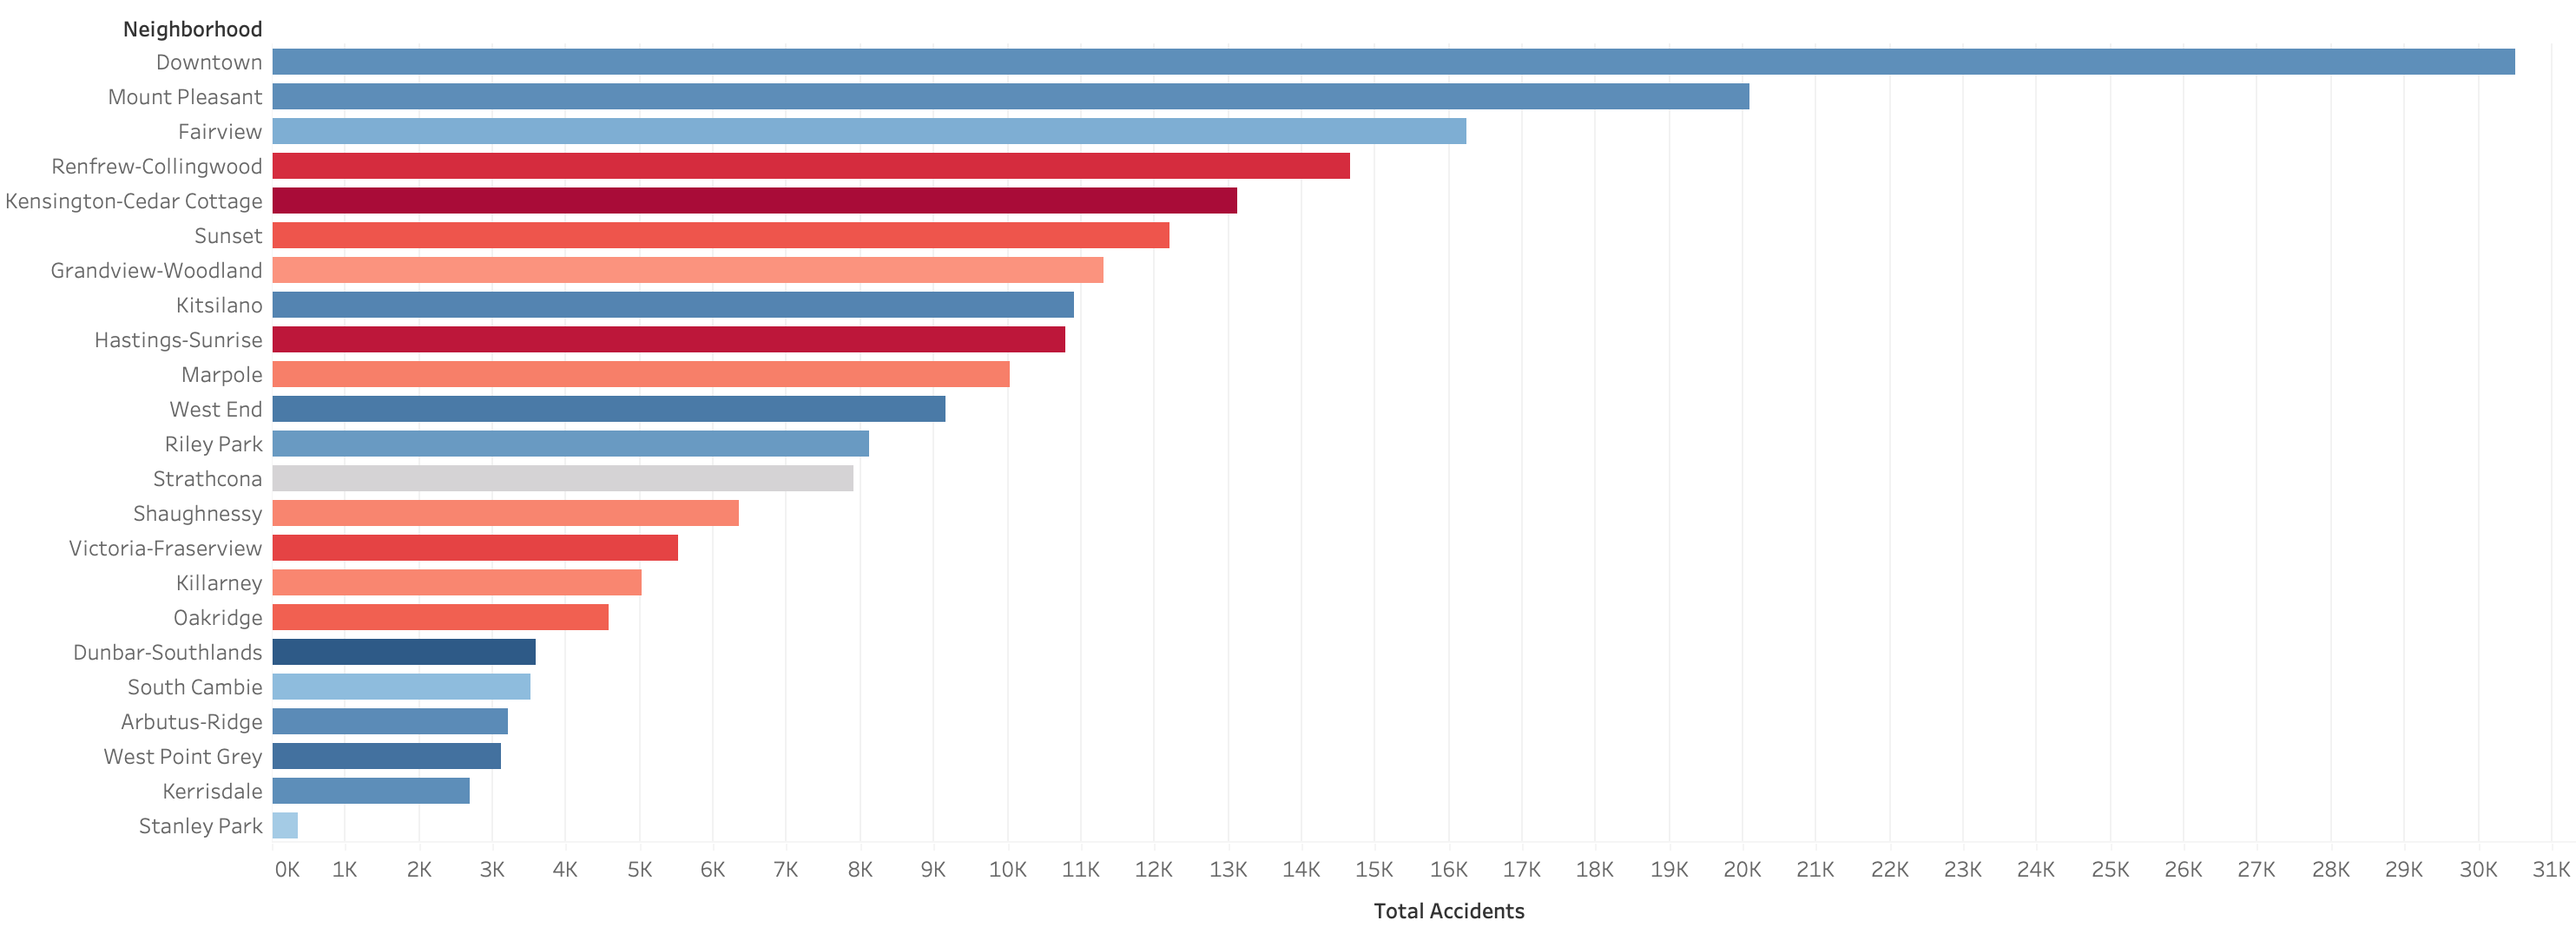 Neighborhood
Downtown
Mount Pleasant
Fairview
Renfrew-Collingwood
Kensington-Cedar Cottage
Sunset
Grandview-Woodland
Kitsilano
Hastings-Sunrise
Marpole
West End
Riley Park
Strathcona
Shaughnessy
Victoria-Fraserview
Killarney
Oakridge
Dunbar-Southlands
South Cambie
Arbutus-Ridge
West Point Grey
Kerrisdale
Stanley Park
0K 1K 2K 3K 4K 5K 6K 7K 8K 9K 10K 11K 12K 13K 14K 15K 16K 17K 18K 19K 20K 21K 22K 23K 24K 25K 26K 27K 28K 29K 30K 31K
Total Accidents